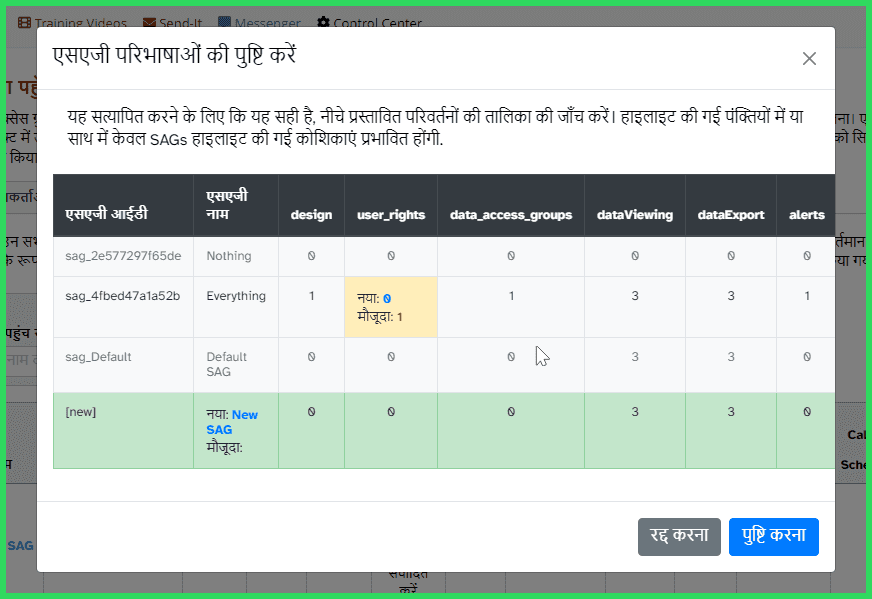 Training Videos Send-It Messenger Control Center
एसएजी परिभाषाओं की पुष्टि करें
यह सत्यापित करने के लिए कि यह सही है, नीचे प्रस्तावित परिवर्तनों की तालिका की जाँच करें। हाइलाइट की गई पंक्तियों में या
साथ में केवल SAGs हाइलाइट की गई कोशिकाएं प्रभावित होंगी.
एसएजी आईडी एसएजी नाम design user_rights data_access_groups dataViewing dataExport alerts
sag_2e577297f65de Nothing 0 0 0 0 0 0
sag_4fbed47a1a52b Everything 1 नया: 0 मौजूदा: 1 1 3 3 1
sag_Default Default SAG 0 0 0 3 3 0
[new] नया: New SAG मौजूदा: 0 0 0 3 3 0
SAG
रद्द करना पुष्टि करना
संपादित
करें